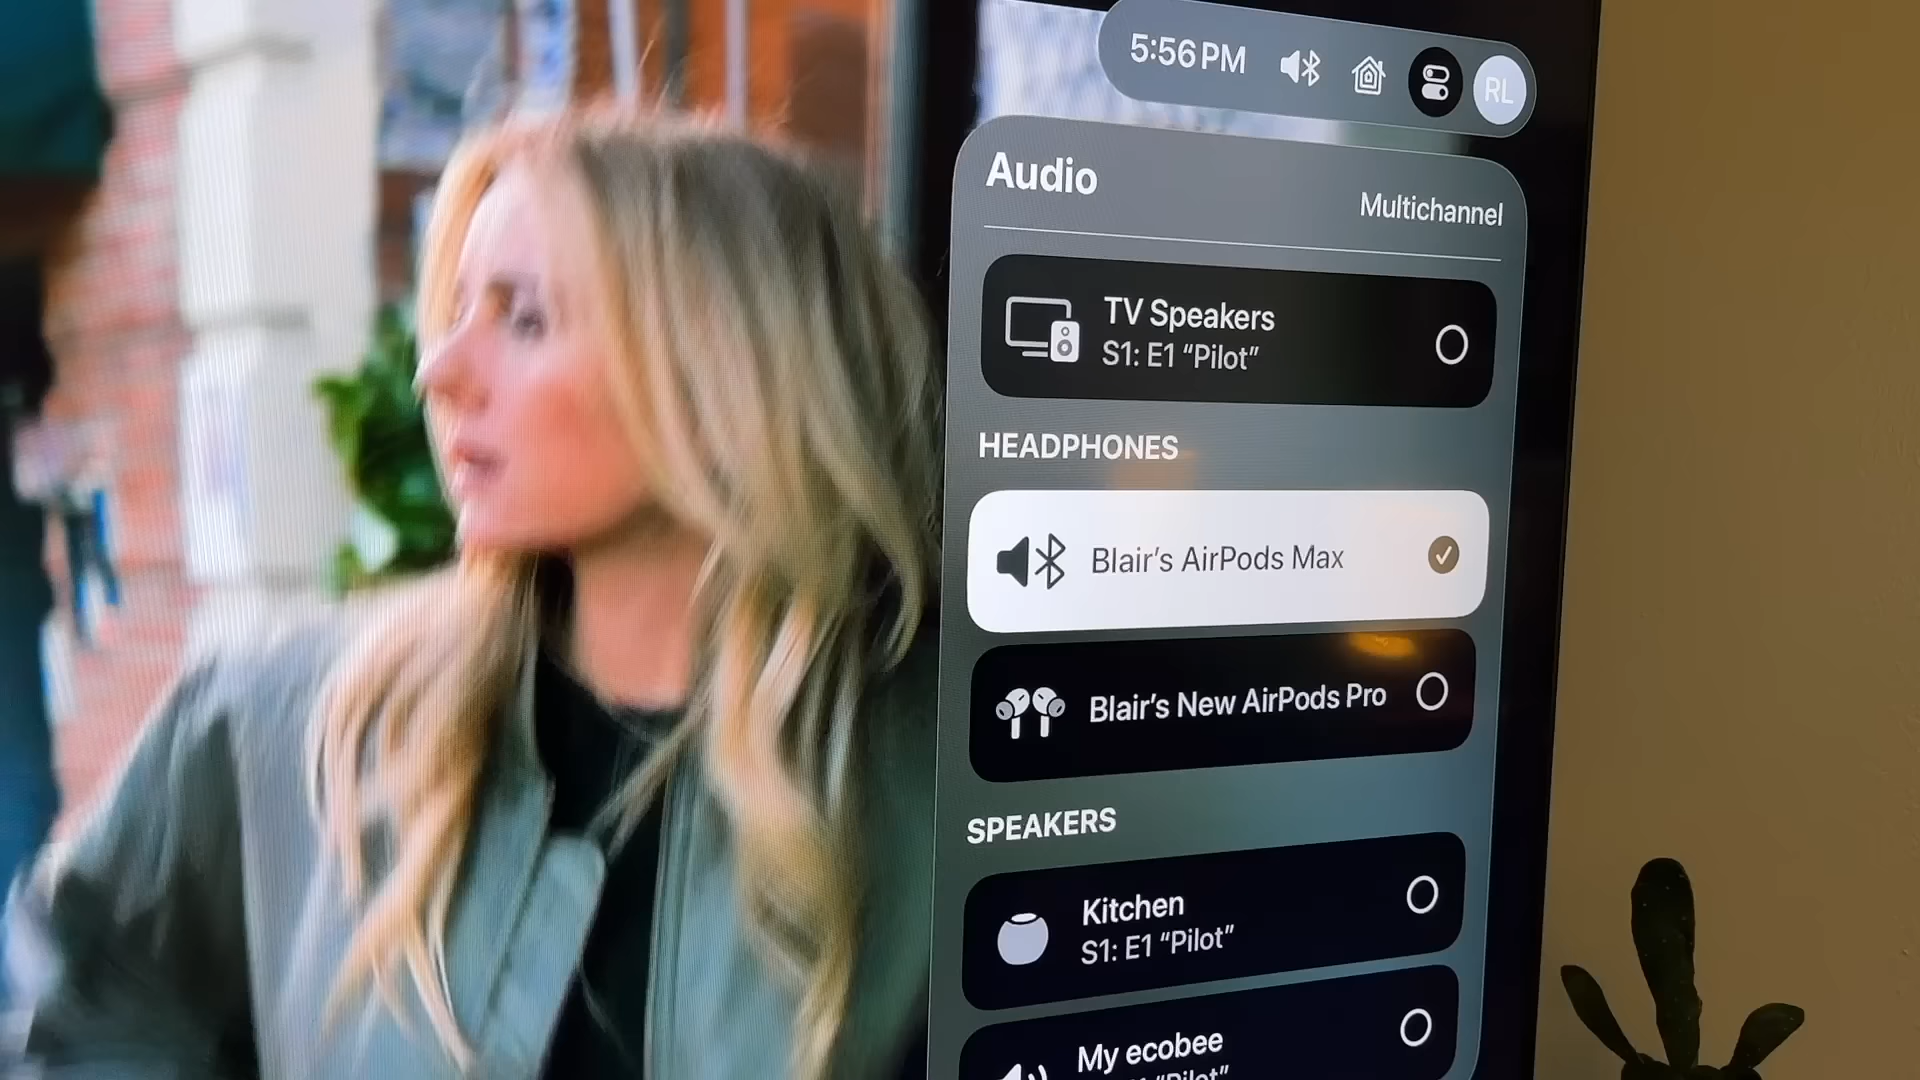 5:56 PM
RL
Audio
Multichannel
TV Speakers
S1: E1 “Pilot”
HEADPHONES
Blair’s AirPods Max
Blair’s New AirPods Pro
SPEAKERS
Kitchen
S1: E1 “Pilot”
My ecobee
“Pilot”